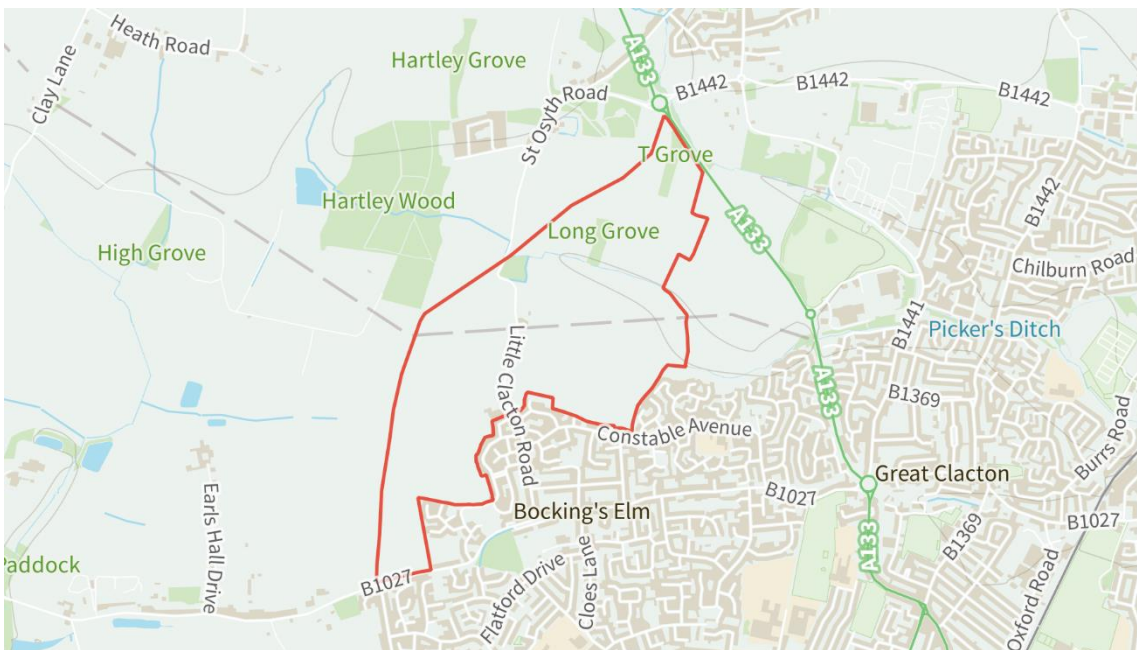 Heath Road
Clay Lane
Hartley Grove
A133
B1442
B1442
B1442
St Osyth Road
T Grove
B1442
Hartley Wood
Long Grove
A133
High Grove
Chilburn Road
B1441
Picker's Ditch
Little Clacton Road
A133
B1369
Constable Avenue
Burrs Road
Great Clacton
B1027
Bocking's Elm
Earls Hall Drive
Closes Lane
B1027
B1369
Paddock
B1027
Flatford Drive
A133
Oxford Road